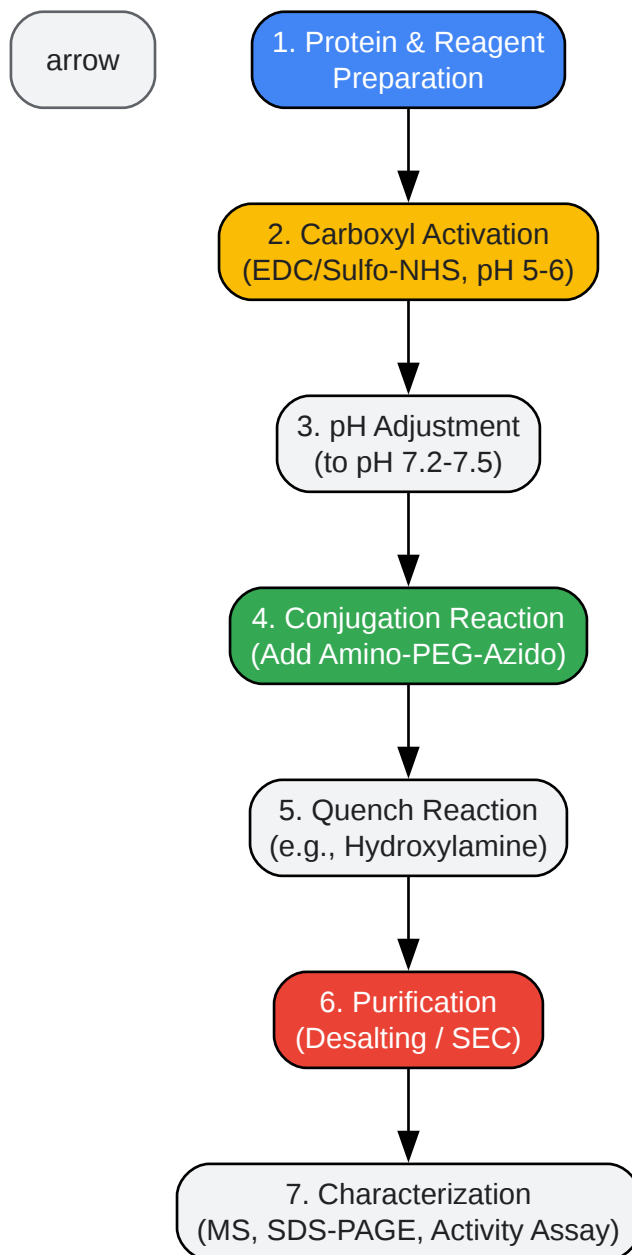 arrow
1. Protein & Reagent
Preparation
2. Carboxyl Activation
(EDC/Sulfo-NHS, pH 5-6)
3. pH Adjustment
(to pH 7.2-7.5)
4. Conjugation Reaction
(Add Amino-PEG-Azido)
5. Quench Reaction
(e.g., Hydroxylamine)
6. Purification
(Desalting / SEC)
7. Characterization
(MS, SDS-PAGE, Activity Assay)